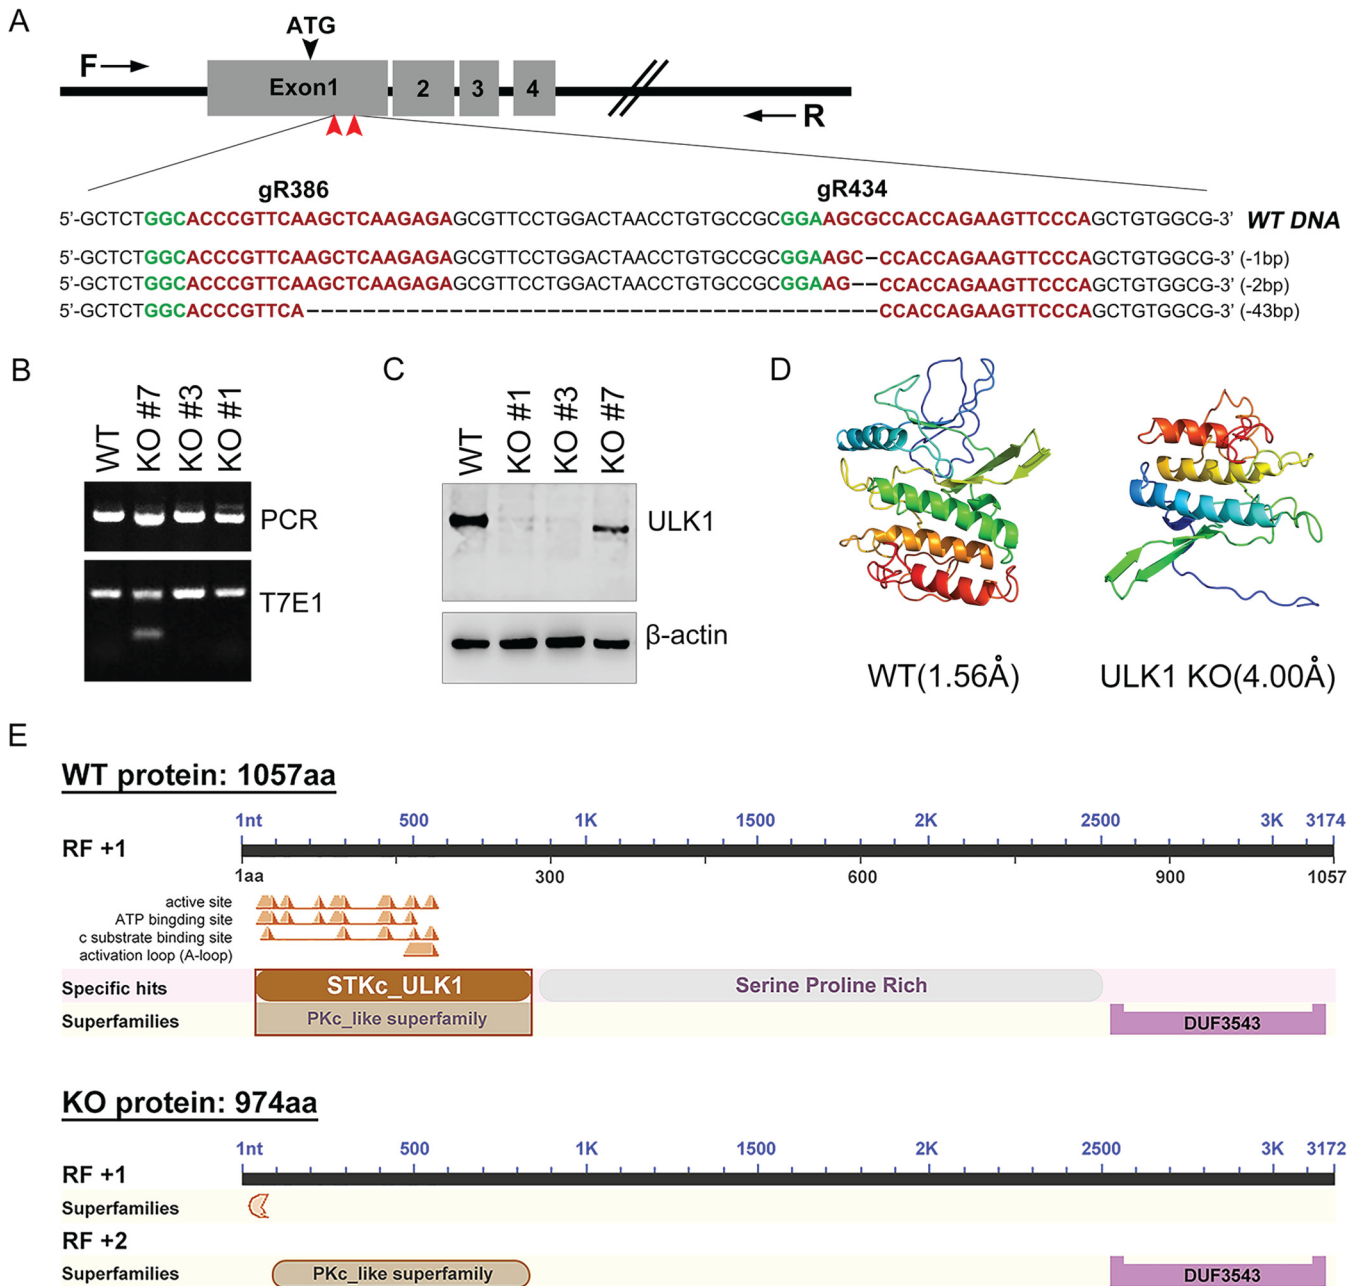 A
ATG
F
Exon1 2 3 4
R
gR386 gR434
5'-GCTCTGGCACCCGTTCAAGCTCAAGAGAGCGTTCCTGGACTAACCTGTGCCGCGGAAGCGCCACCAGAAGTTCCCAGCTGTGGCG-3' WT DNA
5'-GCTCTGGCACCCGTTCAAGCTCAAGAGAGCGTTCCTGGACTAACCTGTGCCGCGGAAGC–CCACCAGAAGTTCCCAGCTGTGGCG-3' (-1bp)
5'-GCTCTGGCACCCGTTCAAGCTCAAGAGAGCGTTCCTGGACTAACCTGTGCCGCGGAAG--CCACCAGAAGTTCCCAGCTGTGGCG-3' (-2bp)
5'-GCTCTGGCACCCGTTCA-------------------------------------------CCACCAGAAGTTCCCAGCTGTGGCG-3' (-43bp)
B
WT KO #7 KO #3 KO #1
PCR
T7E1
C
WT KO #1 KO #3 KO #7
ULK1
β-actin
D
WT(1.56Å) ULK1 KO(4.00Å)
E
WT protein: 1057aa
1nt 500 1K 1500 2K 2500 3K 3174
RF +1
1aa 300 600 900 1057
active site
ATP bingding site
c substrate binding site
activation loop (A-loop)
Specific hits STKc_ULK1 Serine Proline Rich
Superfamilies PKc_like superfamily DUF3543
KO protein: 974aa
1nt 500 1K 1500 2K 2500 3K 3172
RF +1
Superfamilies
RF +2
Superfamilies PKc_like superfamily DUF3543